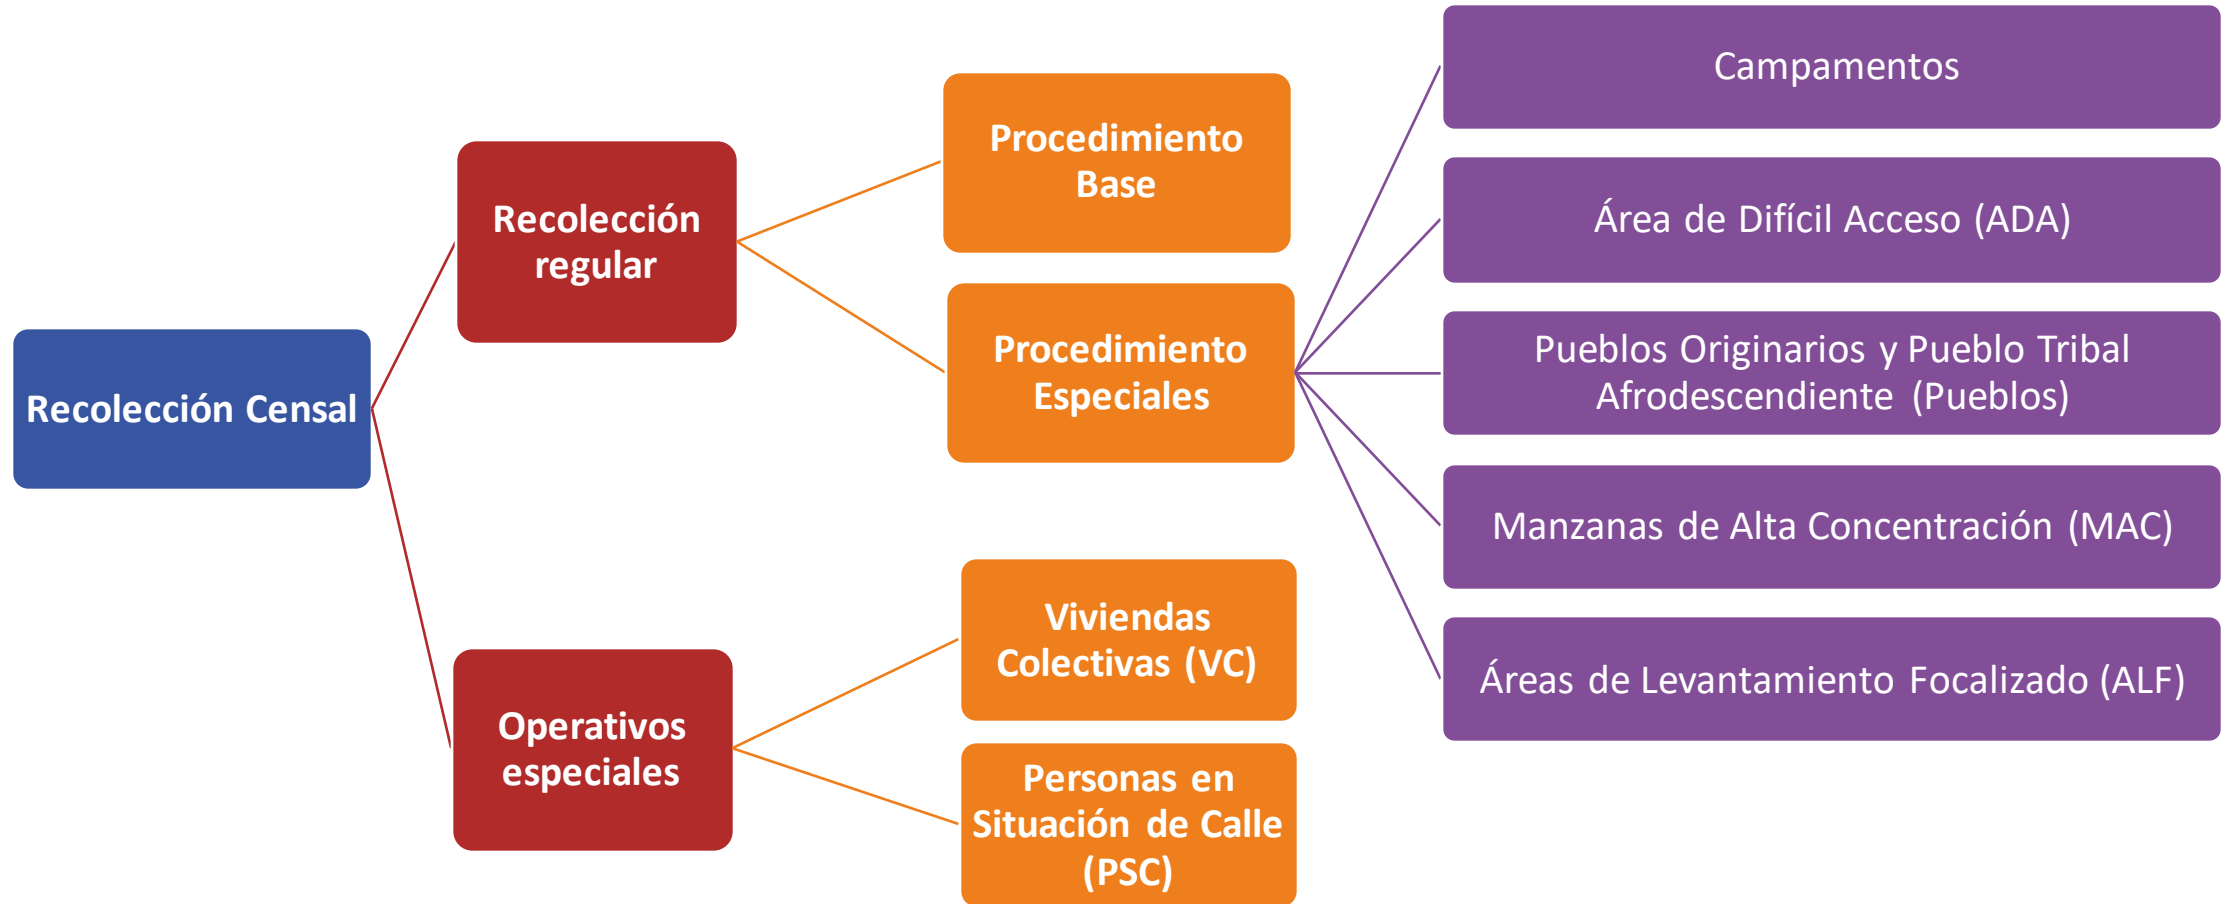 Recolección Censal
Recolección
regular
Procedimiento
Base
Procedimiento
Especiales
Campamentos
Área de Difícil Acceso (ADA)
Pueblos Originarios y Pueblo Tribal
Afrodescendiente (Pueblos)
Manzanas de Alta Concentración (MAC)
Áreas de Levantamiento Focalizado (ALF)
Operativos
especiales
Viviendas
Colectivas (VC)
Personas en
Situación de Calle
(PSC)